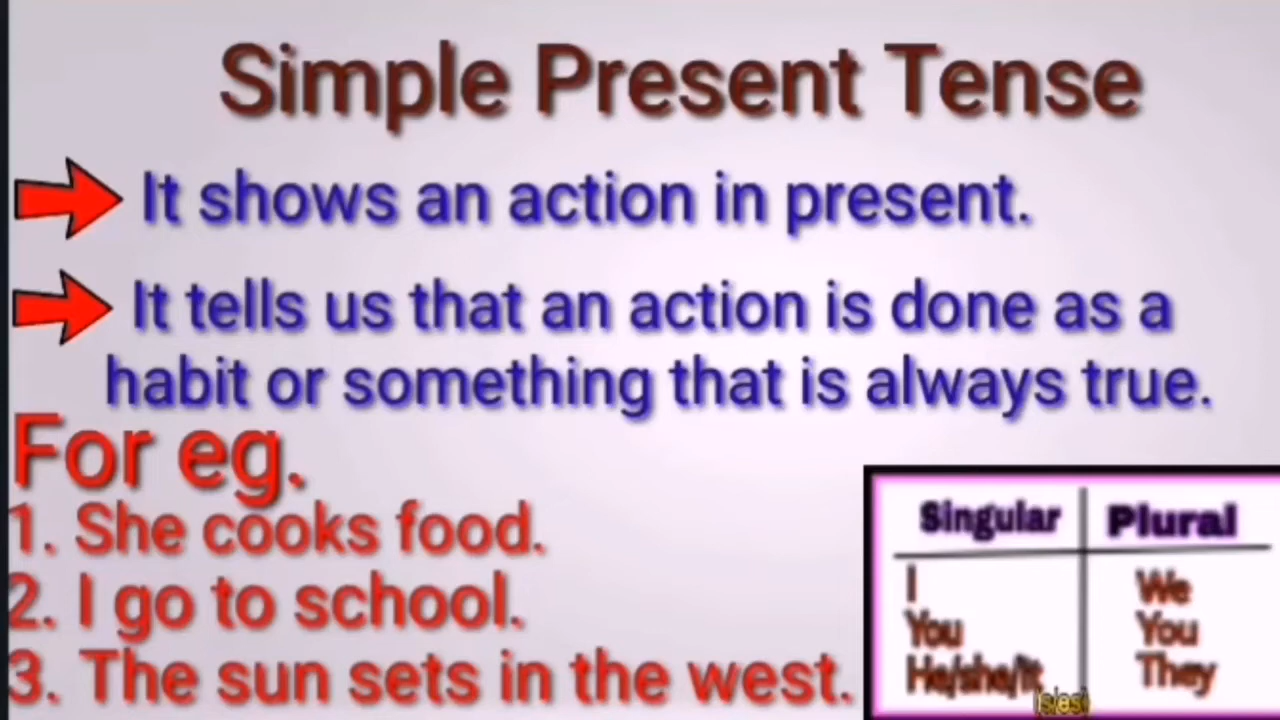 Simple Present Tense
It shows an action in present.
It tells us that an action is done as a
habit or something that is always true.
For eg.
1. She cooks food.
2. I go to school.
3. The sun sets in the west.
Singular Plural
I We
You You
He/she/it They
(s/es)